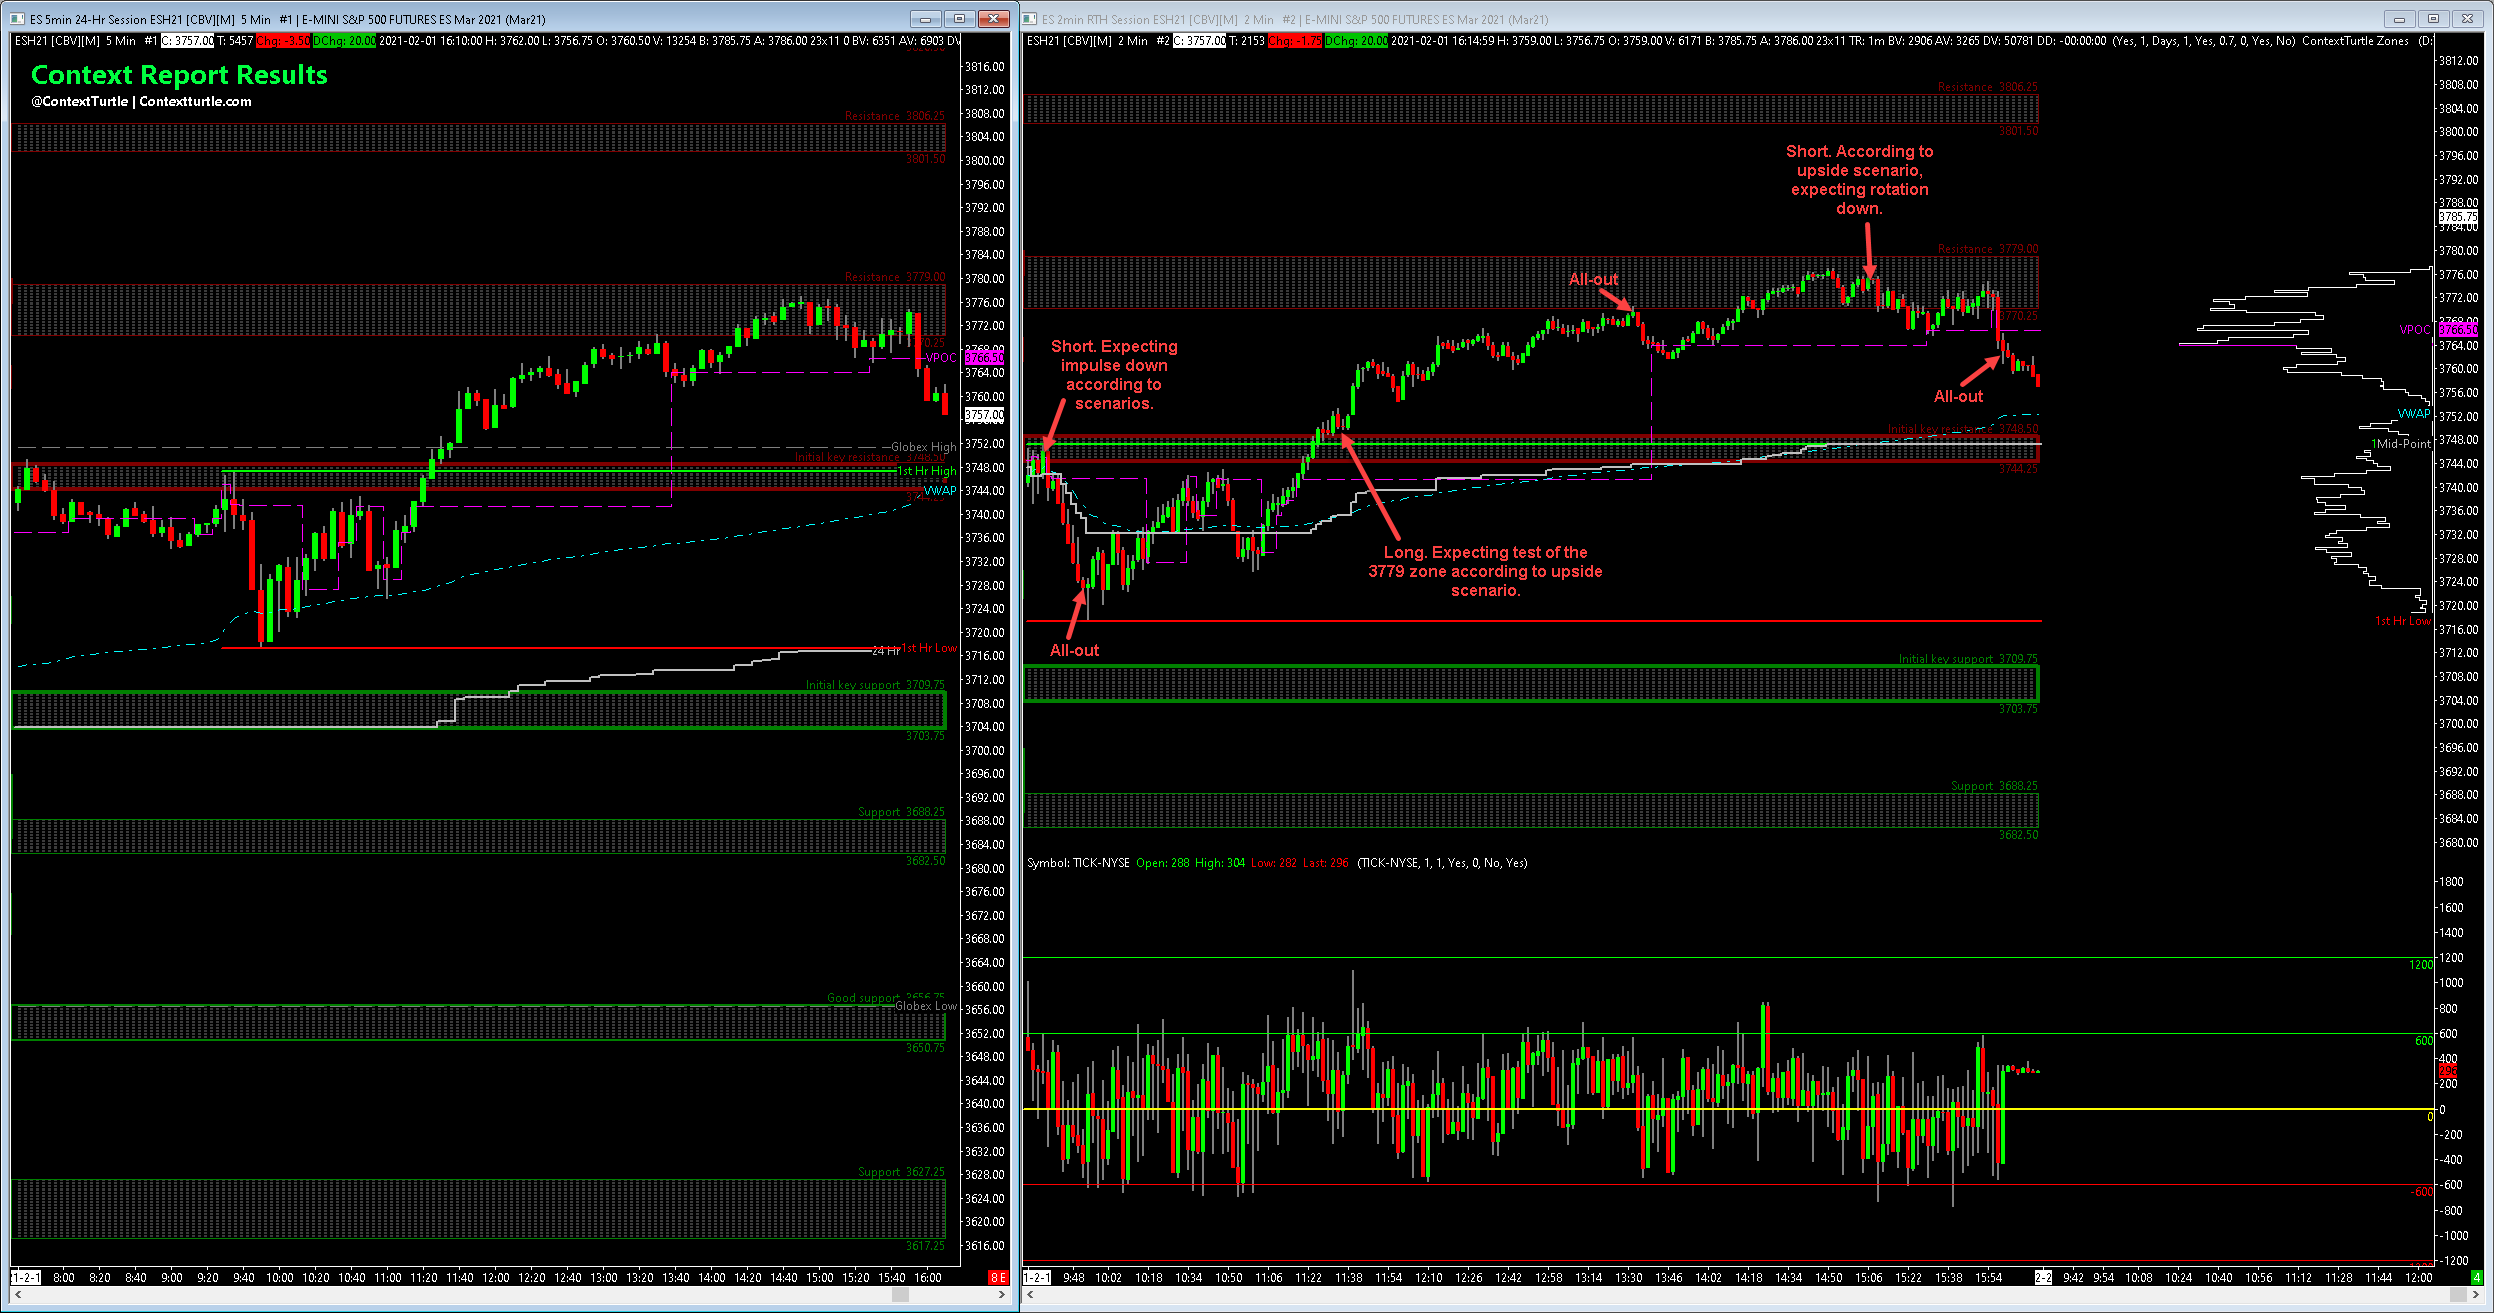 ES 5min 24-Hr Session ESH21 [CBV][M] 5 Min #1 | E-MINI S&P 500 FUTURES ES Mar 2021 (Mar21)
ESH21 [CBV][M] 5 Min #1 C: 3757.00 T: 5457 Chg: -3.50 DChg: 20.00 2021-02-01 16:10:00 H: 3762.00 L: 3756.75 O: 3760.50 V: 13254 B: 3785.75 A: 3786.00 23x11 0 BV: 6351 AV: 6903 DV
Context Report Results
@ContextTurtle | Contextturtle.com
Resistance 3806.25
3801.50
Resistance 3779.00
VPOC
Globex High
Initial key resistance 3748.50
1st Hr High
VWAP
24 Hr
1st Hr Low
Initial key support 3709.75
3703.75
Support 3688.25
3682.50
Good support 3656.75
Globex Low
3650.75
Support 3627.25
3617.25
3816.00
3812.00
3808.00
3804.00
3800.00
3796.00
3792.00
3788.00
3784.00
3780.00
3776.00
3772.00
3768.00
3766.50
3764.00
3760.00
3757.00
3752.00
3748.00
3744.00
3740.00
3736.00
3732.00
3728.00
3724.00
3720.00
3716.00
3712.00
3708.00
3704.00
3700.00
3696.00
3692.00
3688.00
3684.00
3680.00
3676.00
3672.00
3668.00
3664.00
3660.00
3656.00
3652.00
3648.00
3644.00
3640.00
3636.00
3632.00
3628.00
3624.00
3620.00
3616.00
1-2-1 8:00 8:20 8:40 9:00 9:20 9:40 10:00 10:20 10:40 11:00 11:20 11:40 12:00 12:20 12:40 13:00 13:20 13:40 14:00 14:20 14:40 15:00 15:20 15:40 16:00 8 E
ES 2min RTH Session ESH21 [CBV][M] 2 Min #2 | E-MINI S&P 500 FUTURES ES Mar 2021 (Mar21)
ESH21 [CBV][M] 2 Min #2 C: 3757.00 T: 2153 Chg: -1.75 DChg: 20.00 2021-02-01 16:14:59 H: 3759.00 L: 3756.75 O: 3759.00 V: 6171 B: 3785.75 A: 3786.00 23x11 TR: 1m BV: 2906 AV: 3265 DV: 50781 DD: -00:00:00 (Yes, 1, Days, 1, Yes, 0.7, 0, Yes, No) ContextTurtle Zones (D:
Resistance 3806.25
3801.50
Short. According to
upside scenario,
expecting rotation
down.
Resistance 3779.00
All-out
3770.25
VPOC
Short. Expecting
impulse down
according to
scenarios.
All-out
VWAP
Initial key resistance 3748.50
1Mid-Point
3744.25
Long. Expecting test of the
3779 zone according to upside
scenario.
1st Hr Low
All-out
Initial key support 3709.75
3703.75
Support 3688.25
3682.50
3812.00
3808.00
3804.00
3800.00
3796.00
3792.00
3788.00
3785.75
3784.00
3780.00
3776.00
3772.00
3768.00
3766.50
3764.00
3760.00
3756.00
3752.00
3748.00
3744.00
3740.00
3736.00
3732.00
3728.00
3724.00
3720.00
3716.00
3712.00
3708.00
3704.00
3700.00
3696.00
3692.00
3688.00
3684.00
3680.00
Symbol: TICK-NYSE Open: 288 High: 304 Low: 282 Last: 296 (TICK-NYSE, 1, 1, Yes, 0, No, Yes)
1800
1600
1400
1200
1200
1000
800
600
600
400
296
200
0
0
-200
-400
-600
-600
-800
-1000
-1200
1-2-1 9:48 10:02 10:18 10:34 10:50 11:06 11:22 11:38 11:54 12:10 12:26 12:42 12:58 13:14 13:30 13:46 14:02 14:18 14:34 14:50 15:06 15:22 15:38 15:54 2-2 9:42 9:54 10:08 10:24 10:40 10:56 11:12 11:28 11:44 12:00 4